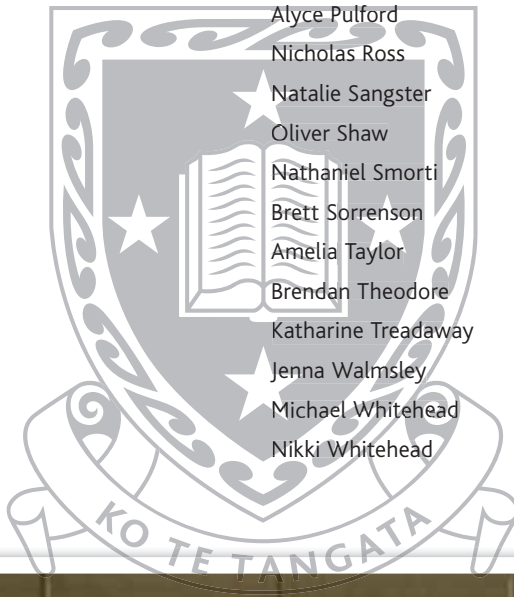 Alyce Pulford
Nicholas Ross
Natalie Sangster
Oliver Shaw
Nathaniel Smorti
Brett Sorrenson
Amelia Taylor
Brendan Theodore
Katharine Treadaway
Jenna Walmsley
Michael Whitehead
Nikki Whitehead
KO TE TANGATA